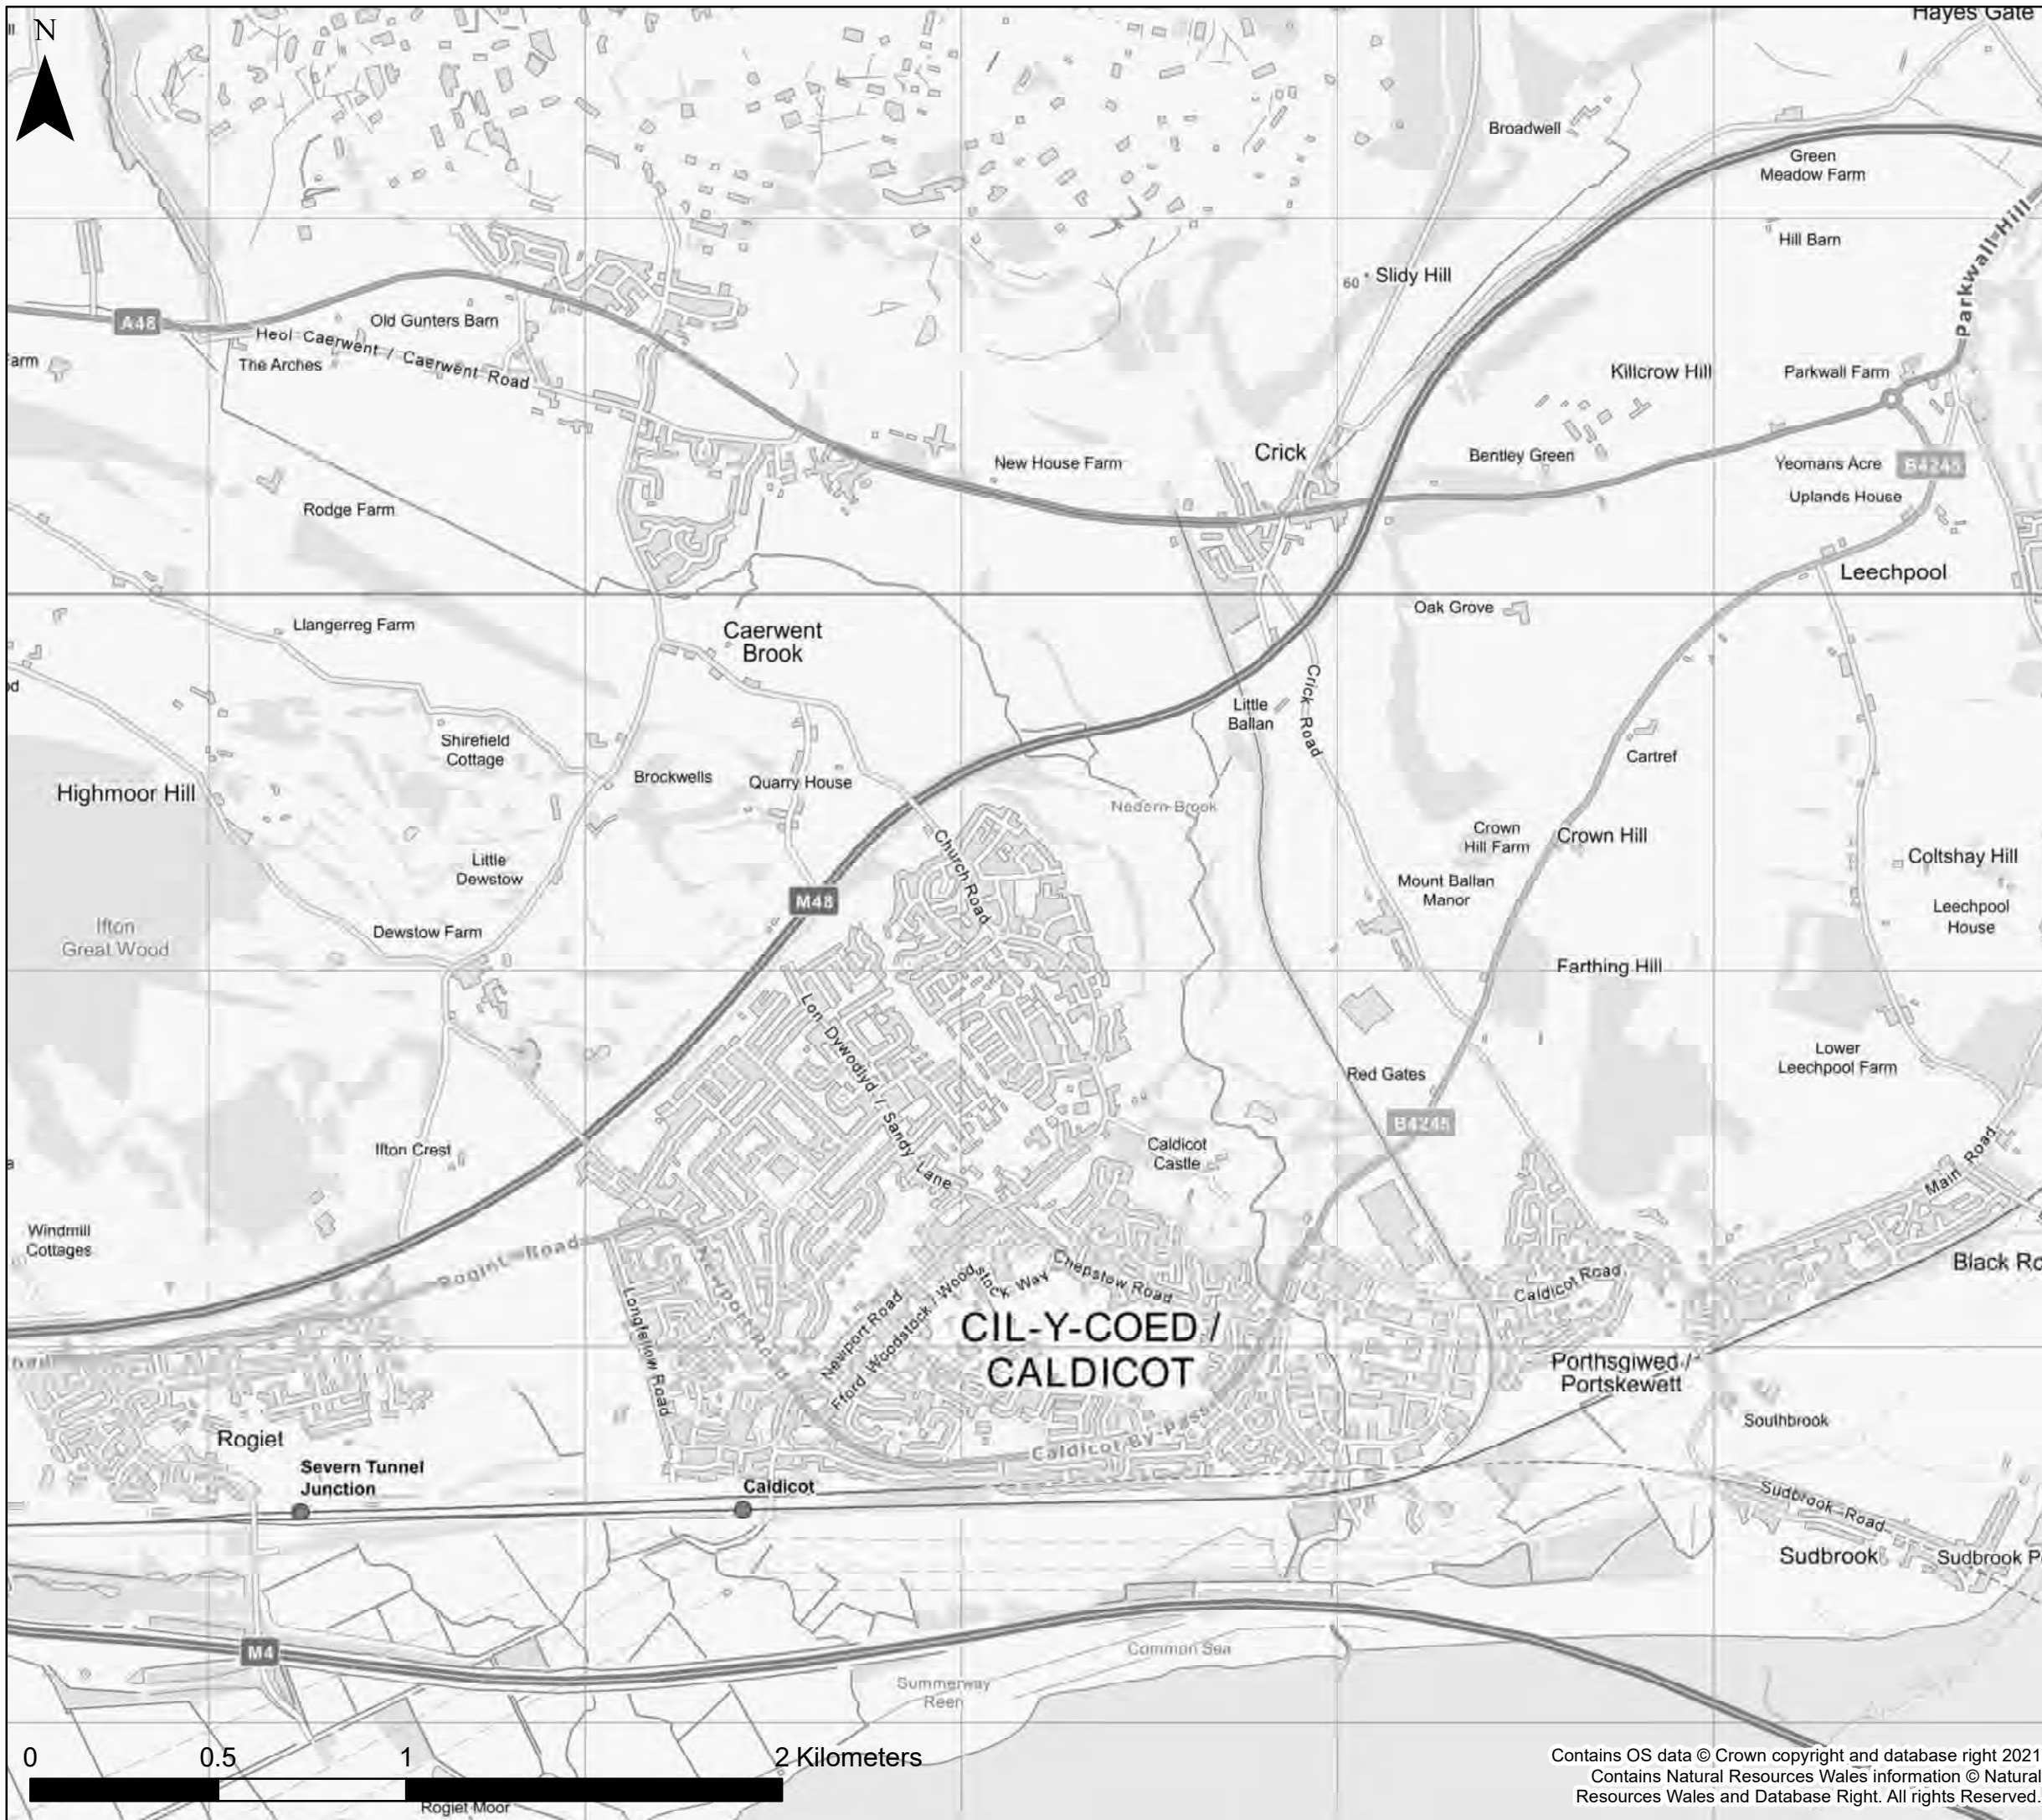 Hayes Gate
N
Broadwell
Green
Meadow Farm
Hill Barn
Parkwall Hill
60
Slidy Hill
A48
Old Gunters Barn
Heol Caerwent / Caerwent Road
The Arches
Farm
Killcrow Hill
Parkwall Farm
Crick
New House Farm
Bentley Green
Yeomans Acre
B4245
Uplands House
Rodge Farm
Leechpool
Oak Grove
Llangerreg Farm
Caerwent
Brook
Crick Road
Little
Ballan
Shirefield
Cottage
Cartref
Brockwells
Quarry House
Highmoor Hill
Nedern Brook
Crown
Hill Farm
Crown Hill
Church Road
Coltshay Hill
Little
Dewstow
Mount Ballan
Manor
M48
Leechpool
House
Ifton
Great Wood
Dewstow Farm
Farthing Hill
Lon Dywodlyd / Sandy Lane
Lower
Leechpool Farm
Red Gates
B4245
Ifton Crest
Caldicot
Castle
Main Road
Windmill
Cottages
Rogiet Road
Newport Road
Longfellow Road
Chepstow Road
Newport Road
Ffordd Woodstock / Woodstock Way
Caldicot Road
Black Ro
CIL-Y-COED /
CALDICOT
Porthsgiwed /
Portskewett
Southbrook
Rogiet
Caldicot By-Pass
Severn Tunnel
Junction
Caldicot
Sudbrook Road
Sudbrook
Sudbrook P
M4
Common Sea
Summerway
Reen
0 0.5 1 2 Kilometers
Rogiet Moor
Contains OS data © Crown copyright and database right 2021
Contains Natural Resources Wales information © Natural
Resources Wales and Database Right. All rights Reserved.